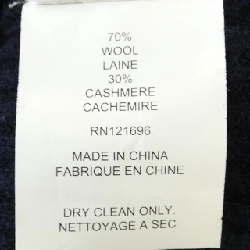 70%
WOOL
LAINE
30%
CASHMERE
CACHEMIRE
RN121696
MADE IN CHINA
FABRIQUE EN CHINE
DRY CLEAN ONLY.
NETTOYAGE A SEC